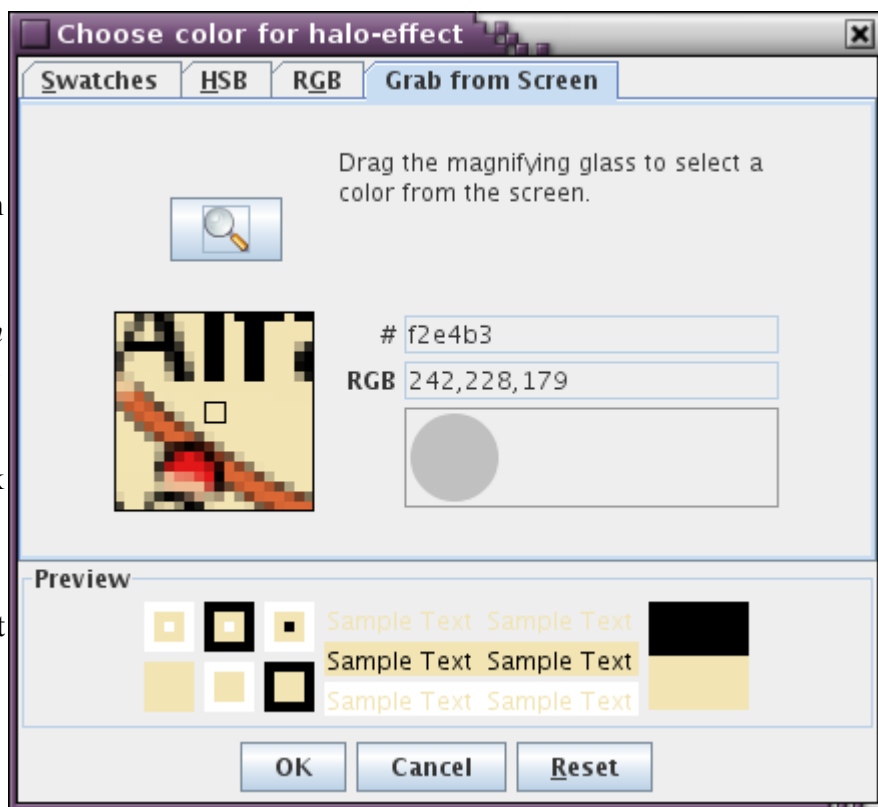 Choose color for halo-effect
Swatches HSB RGB Grab from Screen
Drag the magnifying glass to select a
color from the screen.
# f2e4b3
RGB 242,228,179
Preview
Sample Text Sample Text
Sample Text Sample Text
Sample Text Sample Text
OK Cancel Reset